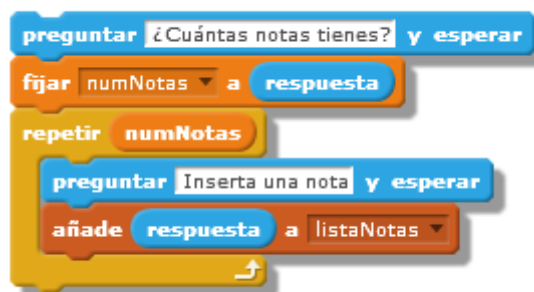 preguntar ¿Cuántas notas tienes? y esperar
fijar numNotas a respuesta
repetir numNotas
preguntar Inserta una nota y esperar
añade respuesta a listaNotas